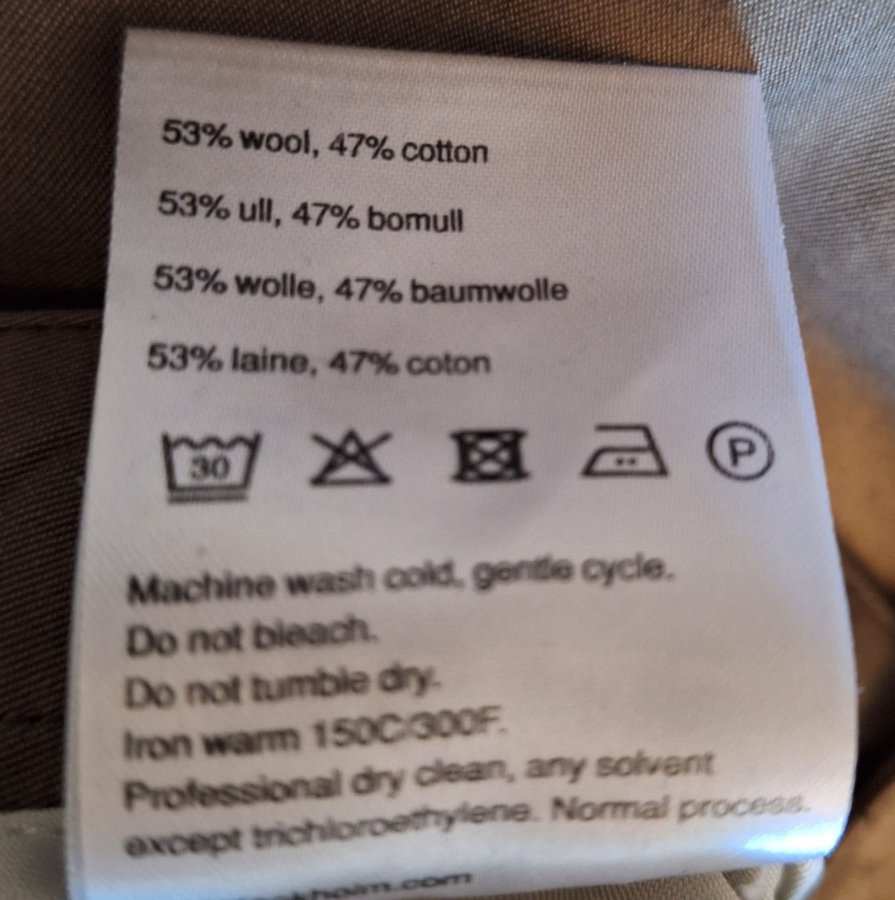 53% wool, 47% cotton
53% ull, 47% bomull
53% wolle, 47% baumwolle
53% laine, 47% coton
30 P
Machine wash cold, gentle cycle.
Do not bleach.
Do not tumble dry.
Iron warm 150C/300F.
Professional dry clean, any solvent
except trichloroethylene. Normal process.